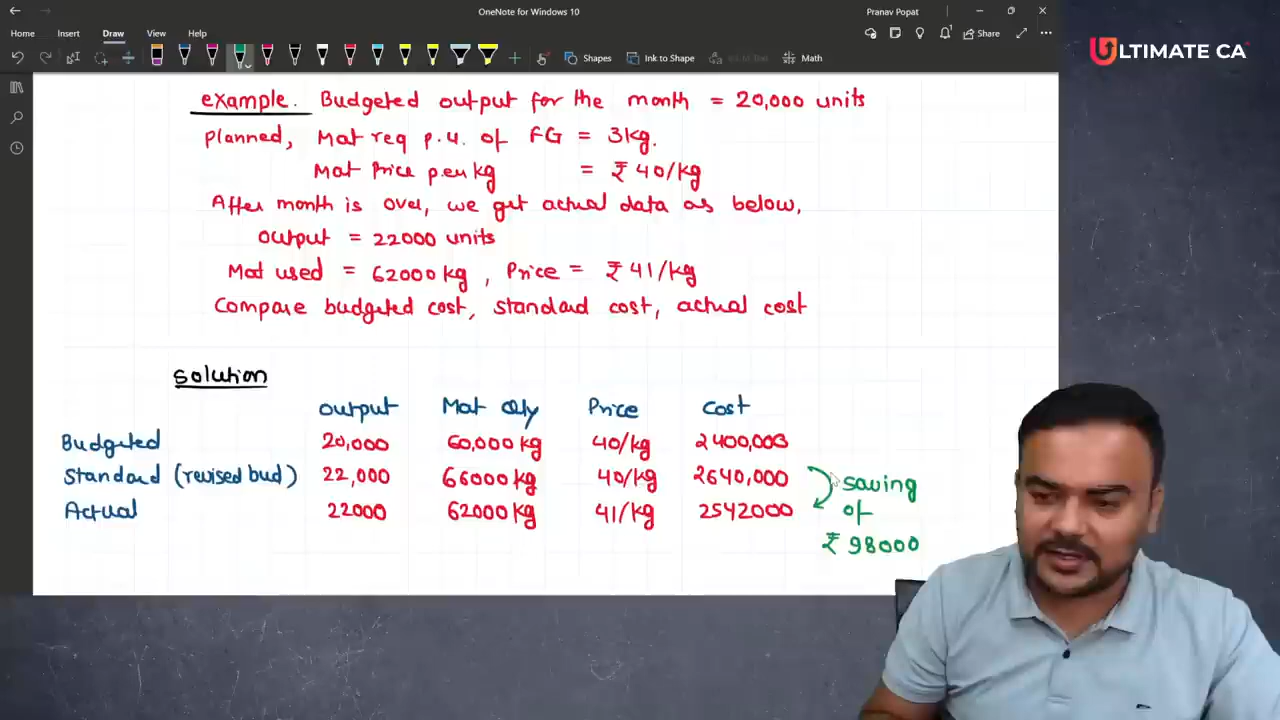 OneNote for Windows 10
Pranav Popat
Home Insert Draw View Help
Share
Shapes Ink to Shape Math
ULTIMATE CA
example. Budgeted output for the month = 20,000 units
planned, Mat req p.u. of FG = 3kg.
Mat Price per kg = ₹ 40/kg
After month is over, we get actual data as below,
output = 22000 units
Mat used = 62000 kg, Price = ₹ 41/kg
Compare budgeted cost, standard cost, actual cost
solution
output Mat Qty Price Cost
Budgeted 20,000 60,000 kg 40/kg 2400,000
Standard (revised bud) 22,000 66000 kg 40/kg 2640,000
Actual 22000 62000 kg 41/kg 2542000
saving
of
₹ 98000